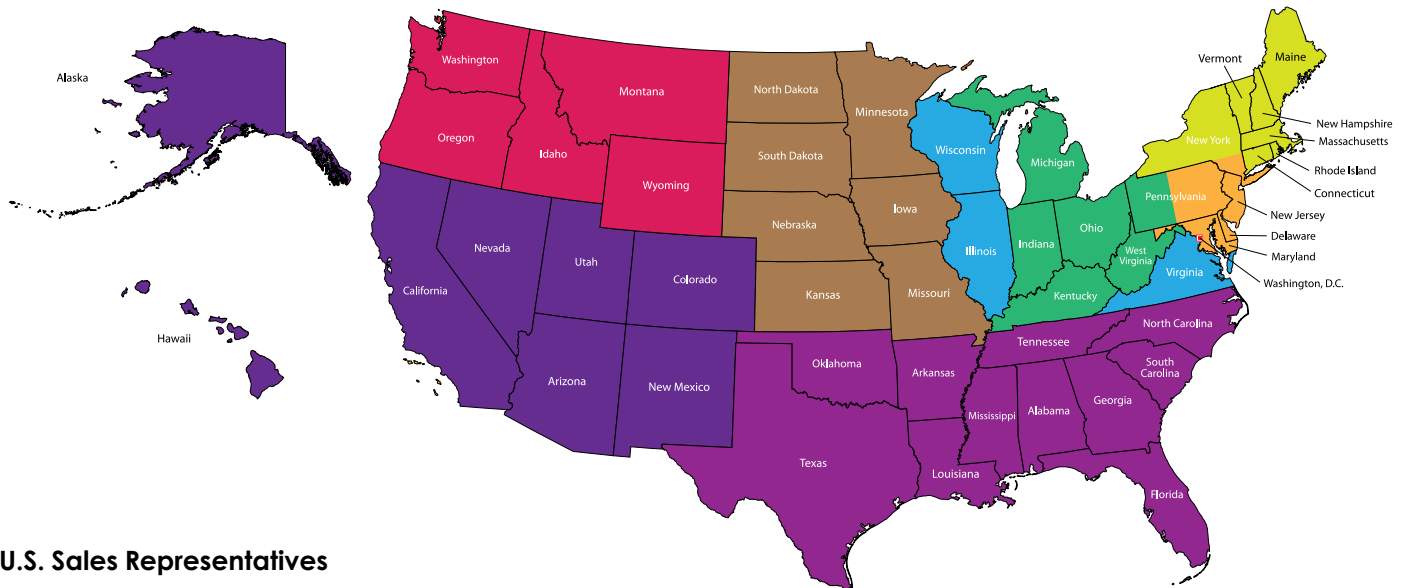 Alaska
Hawaii
Washington
Oregon
Idaho
Montana
Wyoming
California
Nevada
Utah
Colorado
Arizona
New Mexico
North Dakota
South Dakota
Nebraska
Kansas
Minnesota
Iowa
Missouri
Oklahoma
Texas
Arkansas
Louisiana
Wisconsin
Illinois
Michigan
Indiana
Ohio
Kentucky
West
Virginia
Pennsylvania
Virginia
Tennessee
North Carolina
South
Carolina
Mississippi
Alabama
Georgia
Florida
New York
Vermont
Maine
New Hampshire
Massachusetts
Rhode Island
Connecticut
New Jersey
Delaware
Maryland
Washington, D.C.
U.S. Sales Representatives